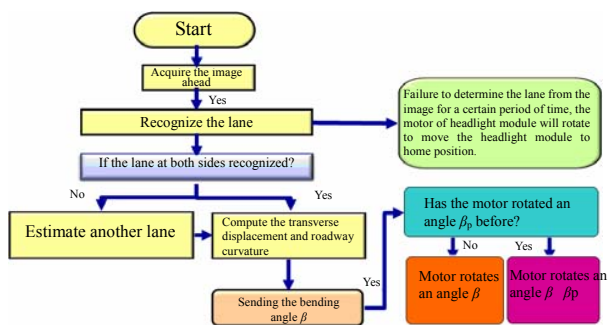 Start
Acquire the image
ahead
Yes
Recognize the lane
Failure to determine the lane from the
image for a certain period of time, the
motor of headlight module will rotate
to move the headlight module to
home position.
If the lane at both sides recognized?
No
Yes
Estimate another lane
Compute the transverse
displacement and roadway
curvature
Sending the bending
angle β
Yes
Has the motor rotated an
angle βp before?
No
Yes
Motor rotates
an angle β
Motor rotates an
angle β βp